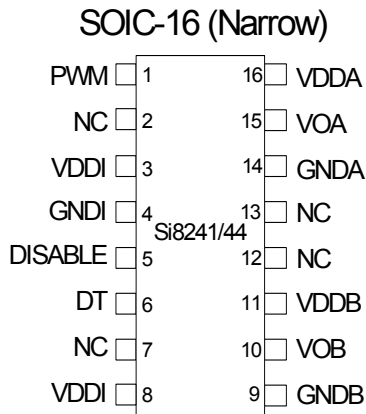 SOIC-16 (Narrow)
PWM 1 16 VDDA
NC 2 15 VOA
VDDI 3 14 GNDA
GNDI 4 13 NC
Si8241/44
DISABLE 5 12 NC
DT 6 11 VDDB
NC 7 10 VOB
VDDI 8 9 GNDB